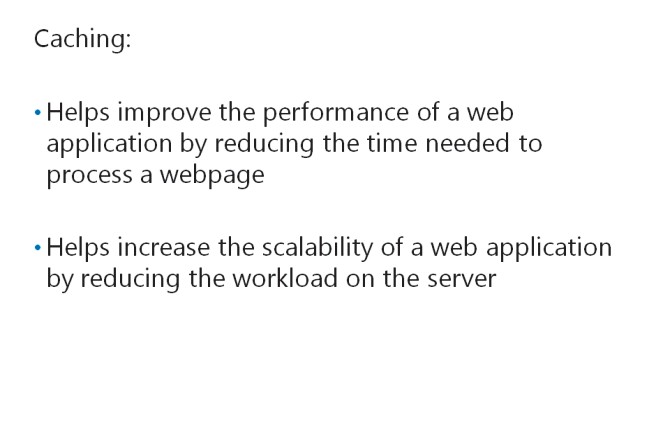 Caching:
• Helps improve the performance of a web
application by reducing the time needed to
process a webpage
• Helps increase the scalability of a web application
by reducing the workload on the server